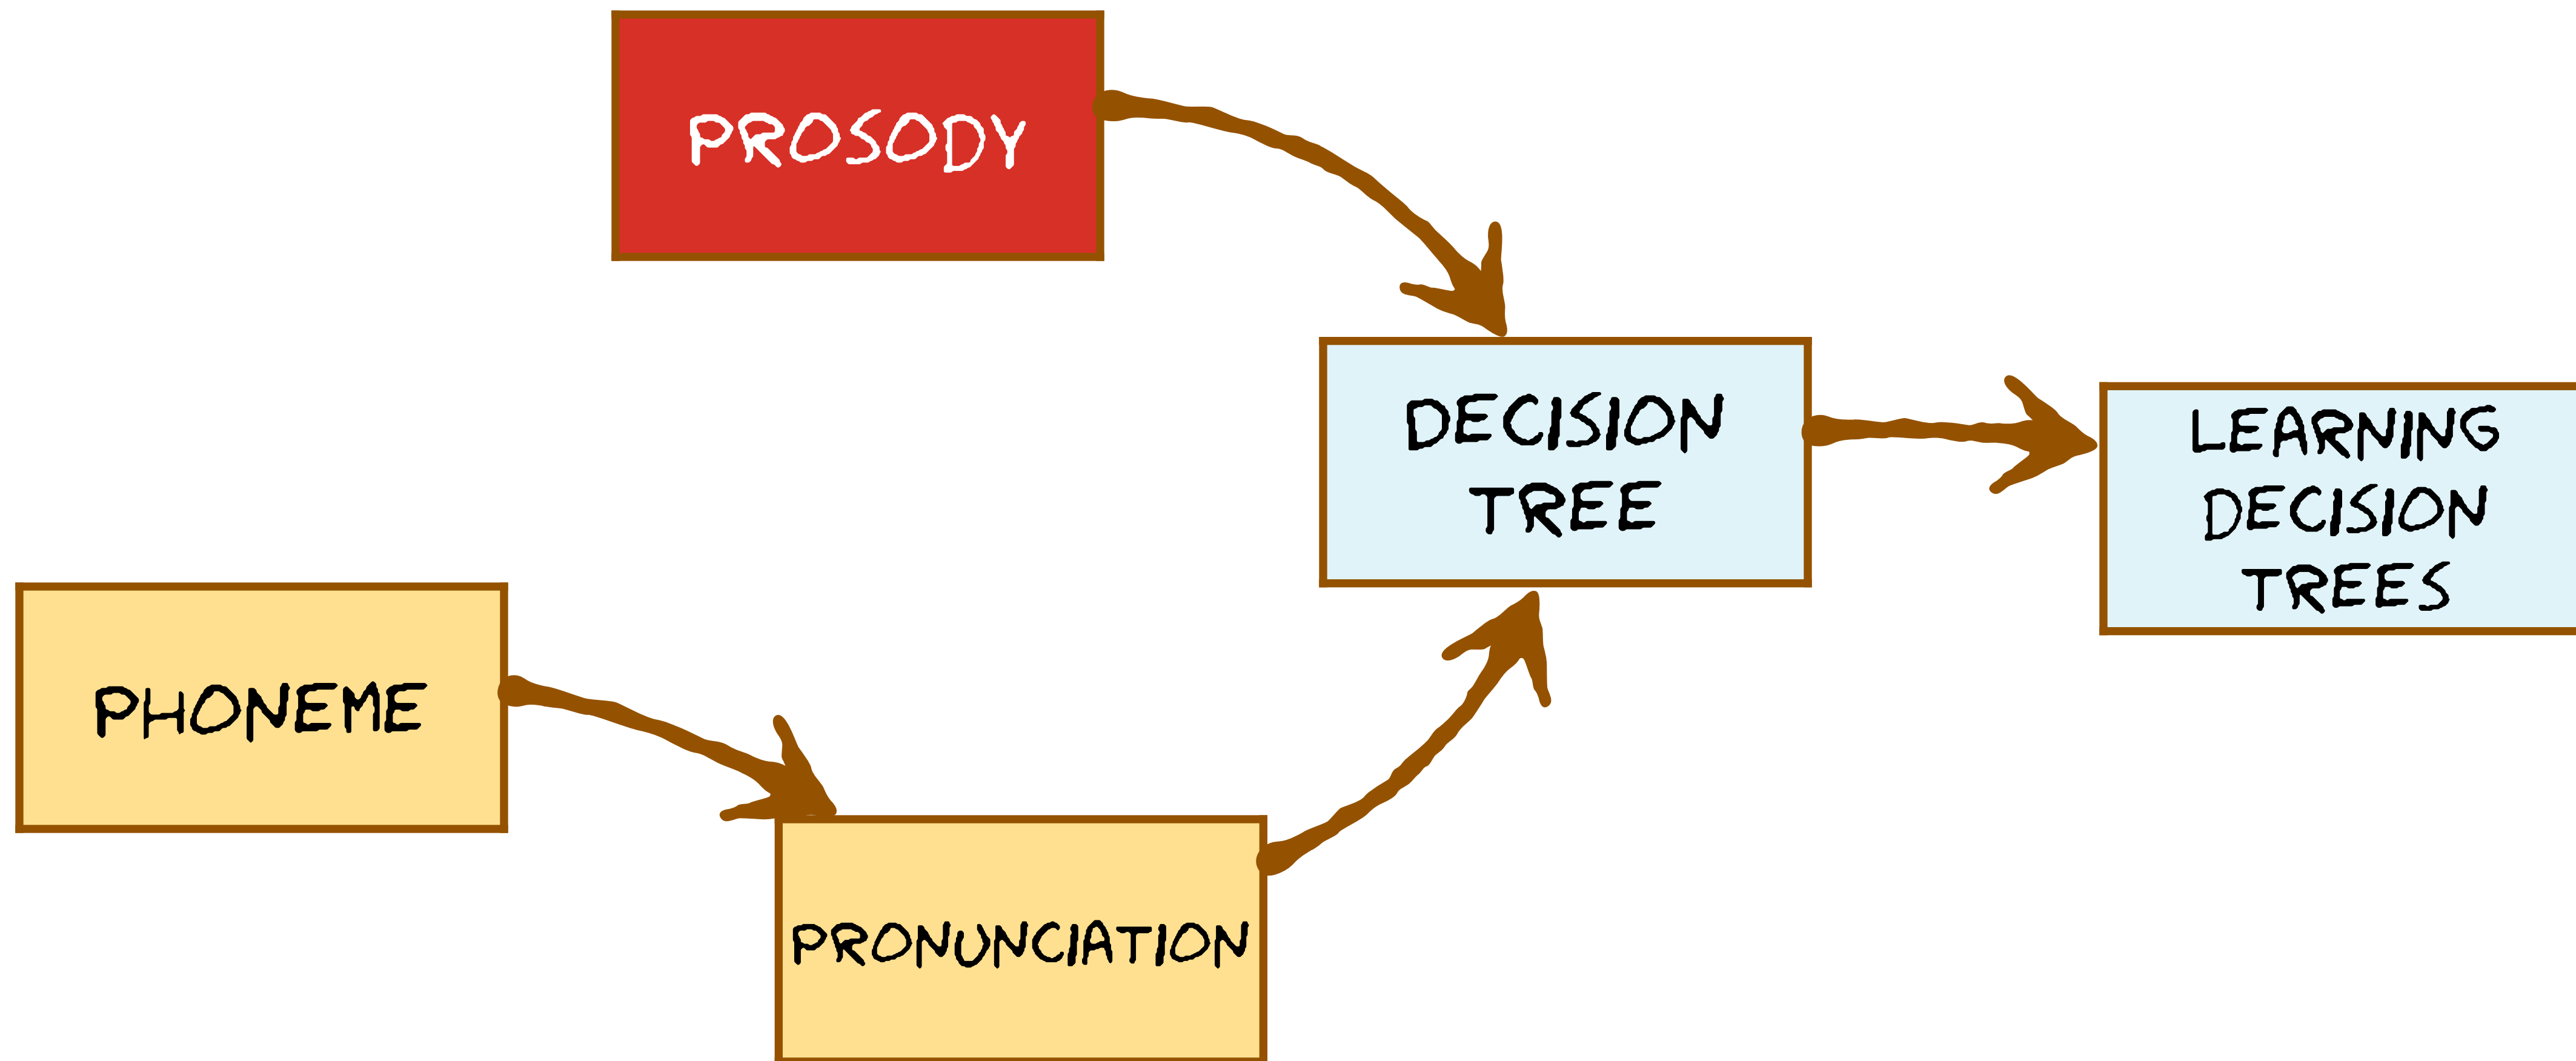 PROSODY
DECISION
TREE
LEARNING
DECISION
TREES
PHONEME
PRONUNCIATION